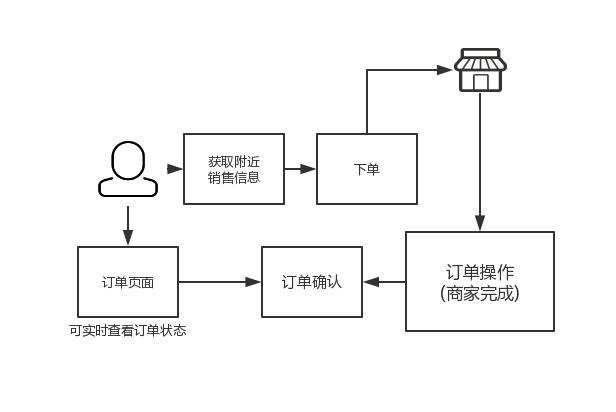 获取附近
销售信息
下单
订单页面
可实时查看订单状态
订单确认
订单操作
(商家完成)